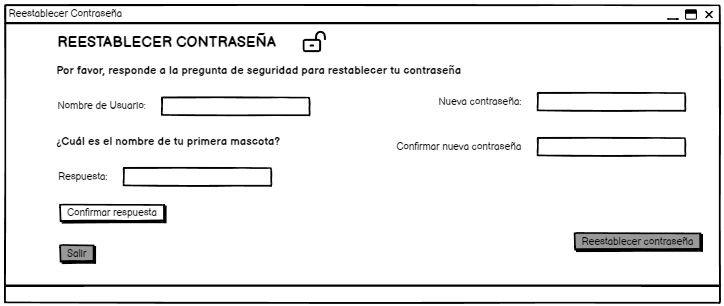 Reestablecer Contraseña
REESTABLECER CONTRASEÑA
Por favor, responde a la pregunta de seguridad para restablecer tu contraseña
Nombre de Usuario:
Nueva contraseña:
¿Cuál es el nombre de tu primera mascota?
Confirmar nueva contraseña
Respuesta:
Confirmar respuesta
Reestablecer contraseña
Salir